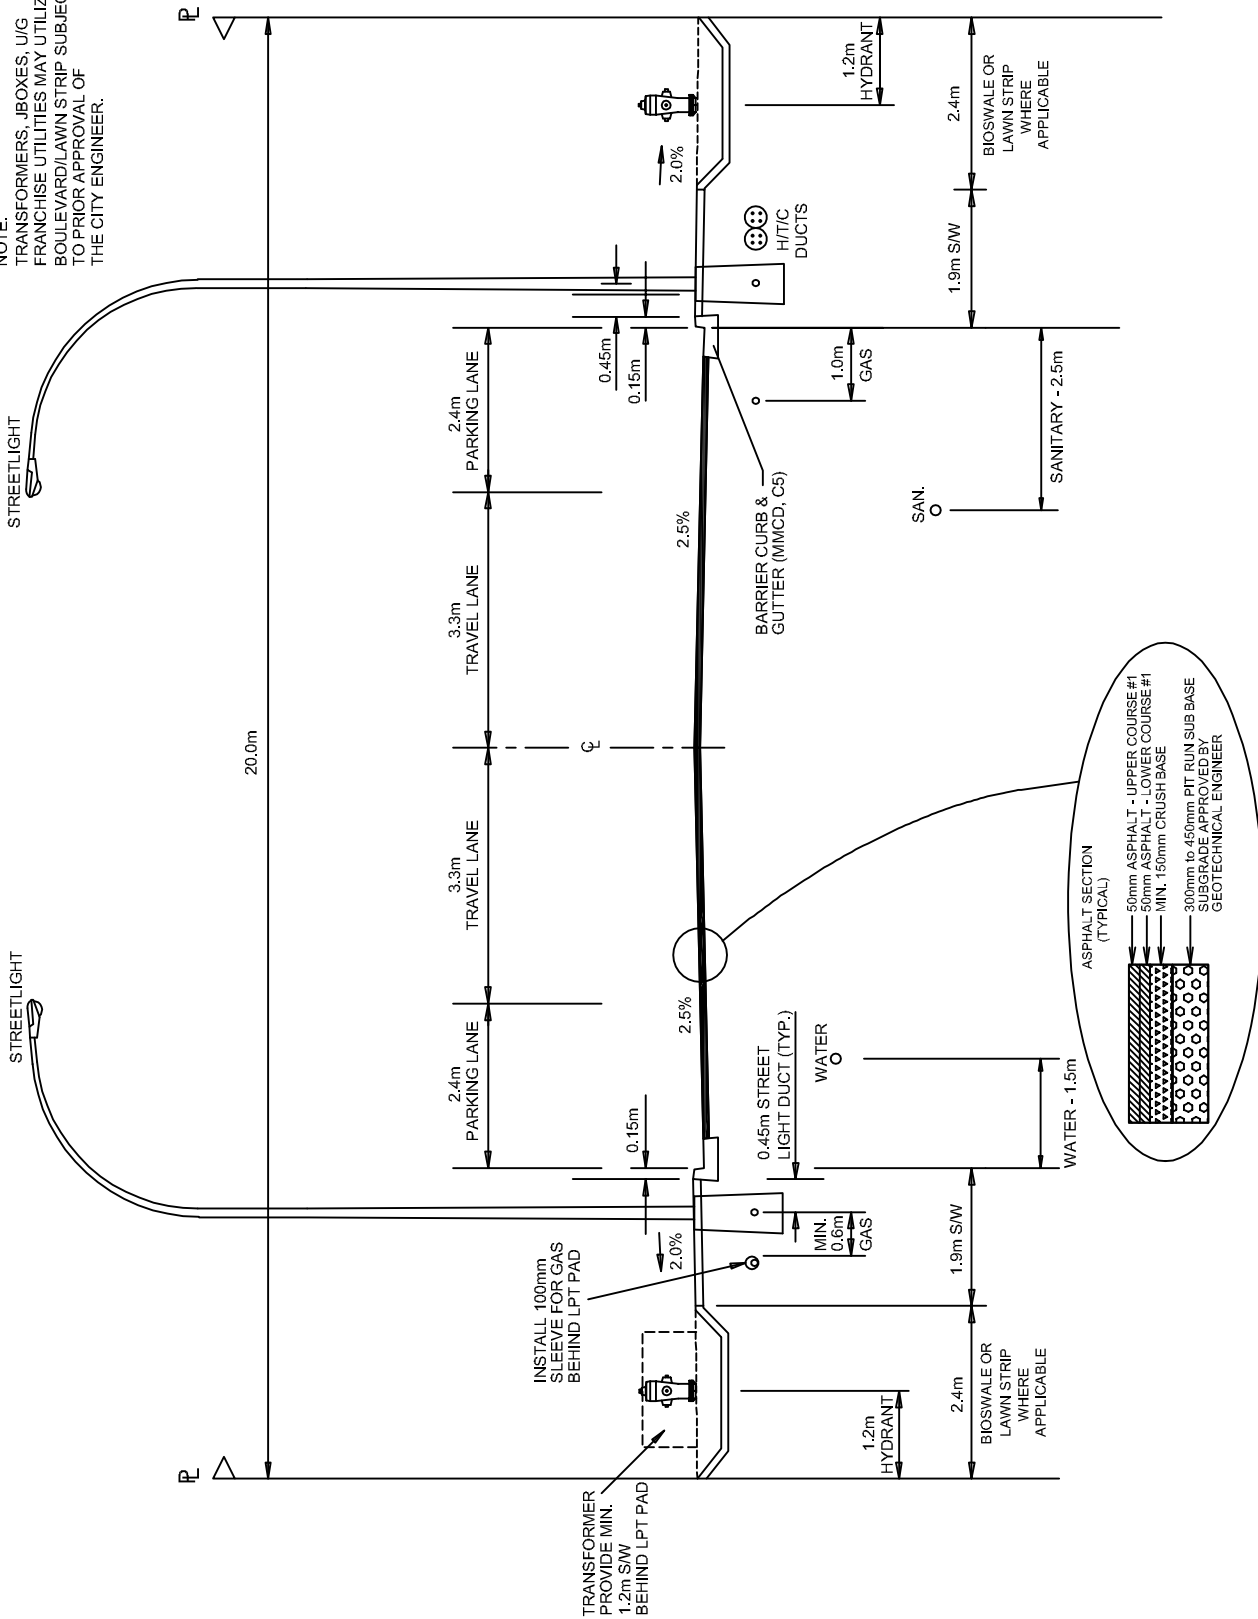 NOTE:
TRANSFORMERS, JBOXES, U/G
FRANCHISE UTILITIES MAY
BOULEVARD/LAWN STRIP
TO PRIOR APPROVAL OF
THE CITY ENGINEER.
STREETLIGHT
STREETLIGHT
PL
PL
20.0m
2.4m
PARKING LANE
3.3m
TRAVEL LANE
3.3m
TRAVEL LANE
2.4m
PARKING LANE
CL
0.15m
0.45m
0.15m
INSTALL 100mm
SLEEVE FOR GAS
BEHIND LPT PAD
2.0%
2.5%
2.5%
2.0%
TRANSFORMER
PROVIDE MIN.
1.2m S/W
BEHIND LPT PAD
H/T/C
DUCTS
BARRIER CURB &
GUTTER (MMCD, C5)
0.45m STREET
LIGHT DUCT (TYP.)
MIN.
0.6m
GAS
WATER
1.0m
GAS
1.2m
HYDRANT
1.2m
HYDRANT
SAN.
2.4m
BIOSWALE OR
LAWN STRIP
WHERE
APPLICABLE
1.9m S/W
WATER - 1.5m
SANITARY - 2.5m
1.9m S/W
2.4m
BIOSWALE OR
LAWN STRIP
WHERE
APPLICABLE
ASPHALT SECTION
(TYPICAL)
50mm ASPHALT - UPPER COURSE #1
50mm ASPHALT - LOWER COURSE #1
MIN. 150mm CRUSH BASE
300mm to 450mm PIT RUN SUB BASE
SUBGRADE APPROVED BY
GEOTECHNICAL ENGINEER